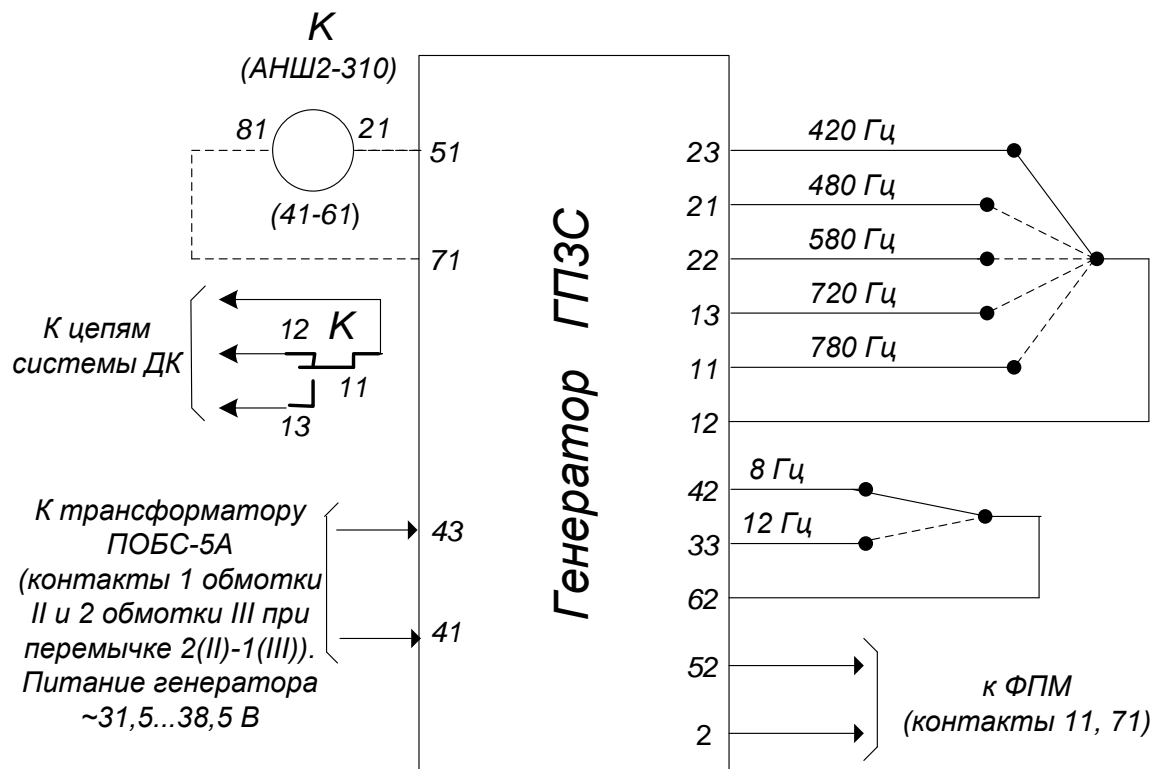 К
(АНШ2-310)
81
21
51
(41-61)
71
К цепям
системы ДК
12
К
11
13
К трансформатору
ПОБС-5А
(контакты 1 обмотки
II и 2 обмотки III при
перемычке 2(II)-1(III)).
Питание генератора
~31,5...38,5 В
43
41
Генератор ГПЗС
23
420 Гц
21
480 Гц
22
580 Гц
13
720 Гц
11
780 Гц
12
42
8 Гц
33
12 Гц
62
52
2
к ФПМ
(контакты 11, 71)